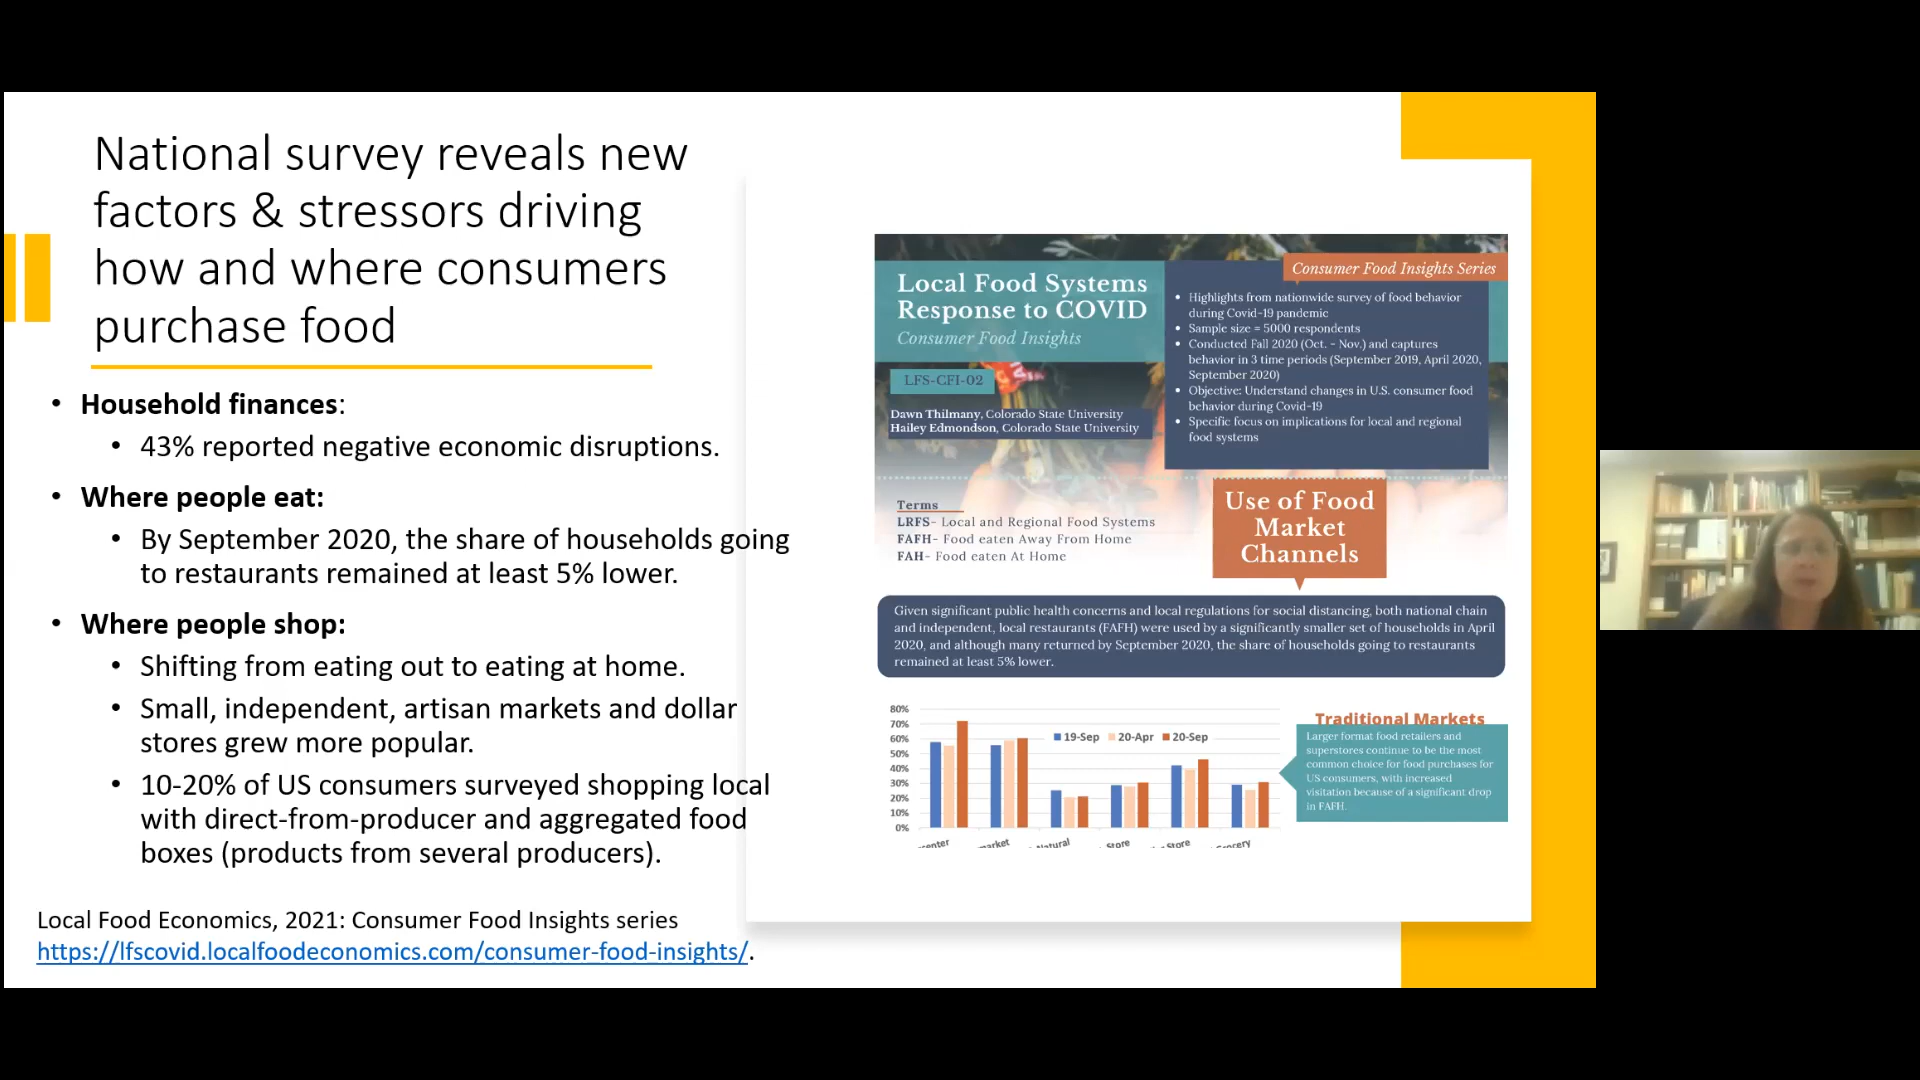 National survey reveals new
factors & stressors driving
how and where consumers
purchase food
• Household finances:
• 43% reported negative economic disruptions.
• Where people eat:
• By September 2020, the share of households going
to restaurants remained at least 5% lower.
• Where people shop:
• Shifting from eating out to eating at home.
• Small, independent, artisan markets and dollar
stores grew more popular.
• 10-20% of US consumers surveyed shopping local
with direct-from-producer and aggregated food
boxes (products from several producers).
Local Food Economics, 2021: Consumer Food Insights series
https://lfscovid.localfoodeconomics.com/consumer-food-insights/.
Local Food Systems
Response to COVID
Consumer Food Insights
LFS-CFI-02
Dawn Thilmany, Colorado State University
Hailey Edmondson, Colorado State University
Consumer Food Insights Series
• Highlights from nationwide survey of food behavior
during Covid-19 pandemic
• Sample size = 5000 respondents
• Conducted Fall 2020 (Oct. - Nov.) and captures
behavior in 3 time periods (September 2019, April 2020,
September 2020)
• Objective: Understand changes in U.S. consumer food
behavior during Covid-19
• Specific focus on implications for local and regional
food systems
Terms
LRFS- Local and Regional Food Systems
FAFH- Food eaten Away From Home
FAH- Food eaten At Home
Use of Food
Market
Channels
Given significant public health concerns and local regulations for social distancing, both national chain
and independent, local restaurants (FAFH) were used by a significantly smaller set of households in April
2020, and although many returned by September 2020, the share of households going to restaurants
remained at least 5% lower.
80%
70%
60%
50%
40%
30%
20%
10%
0%
19-Sep 20-Apr 20-Sep
Store
Store
Traditional Markets
Larger format food retailers and
superstores continue to be the most
common choice for food purchases for
US consumers, with increased
visitation because of a significant drop
in FAFH.